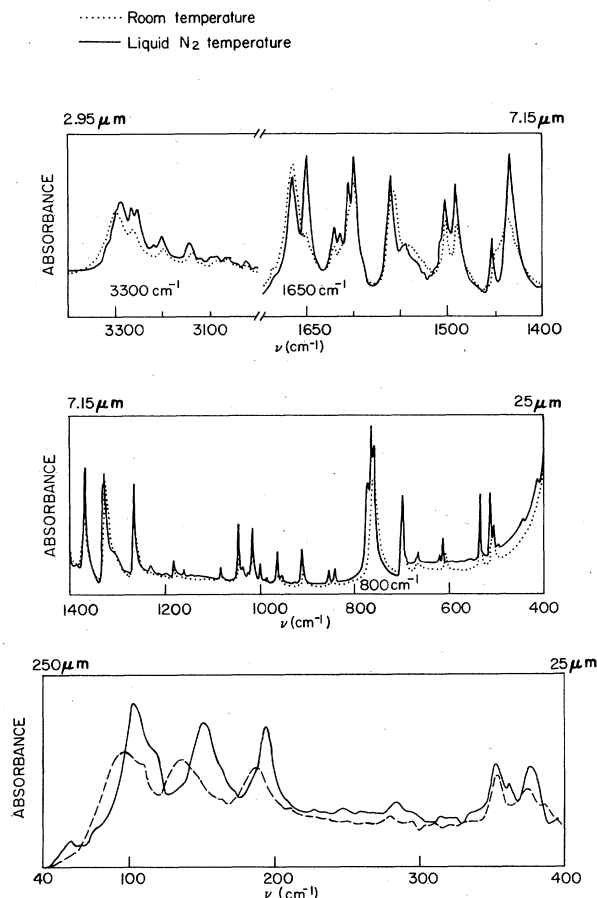 Room temperature
Liquid N2 temperature
2.95 μm 7.15 μm
ABSORBANCE
3300 cm⁻¹ 1650 cm⁻¹
3300 3100 1650 1500 1400
ν (cm⁻¹)
7.15 μm 25 μm
ABSORBANCE
800 cm⁻¹
1400 1200 1000 800 600 400
ν (cm⁻¹)
250 μm 25 μm
ABSORBANCE
40 100 200 300 400
ν (cm⁻¹)